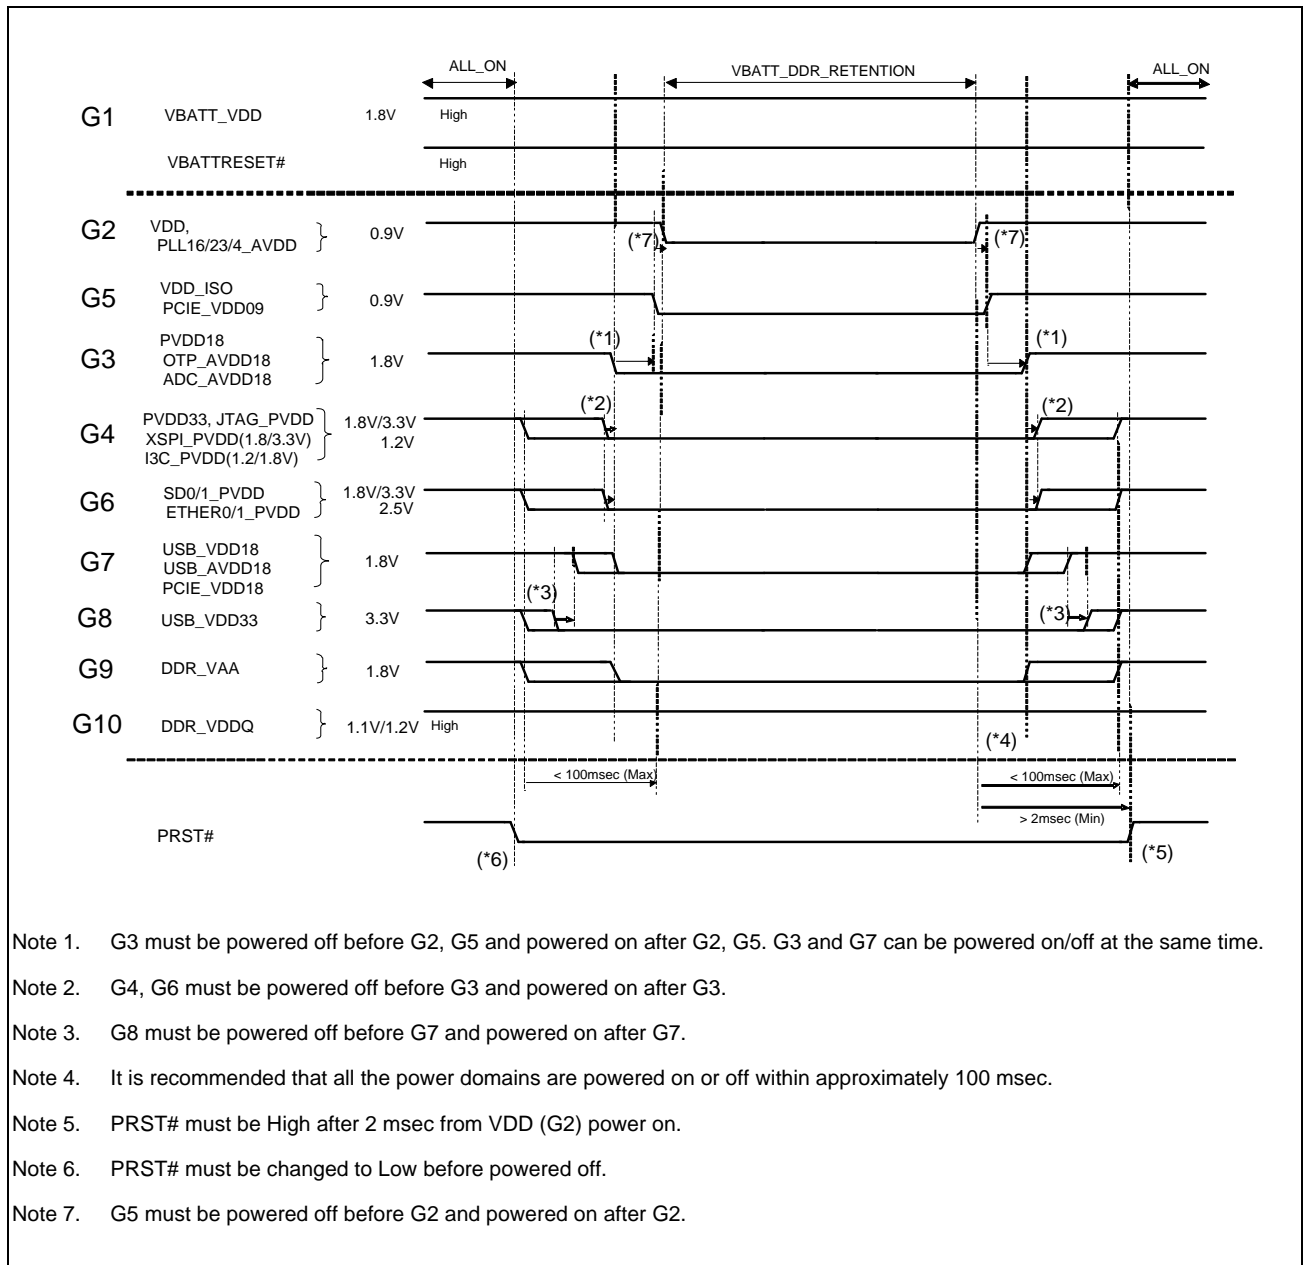 ALL_ON VBATT_DDR_RETENTION ALL_ON
G1 VBATT_VDD 1.8V High
VBATTRESET# High
G2 VDD,
PLL16/23/4_AVDD 0.9V (*7) (*7)
G5 VDD_ISO
PCIE_VDD09 0.9V
G3 PVDD18
OTP_AVDD18
ADC_AVDD18 1.8V (*1) (*1)
G4 PVDD33, JTAG_PVDD
XSPI_PVDD(1.8/3.3V)
I3C_PVDD(1.2/1.8V)
1.8V/3.3V
1.2V
(*2) (*2)
G6 SD0/1_PVDD
ETHER0/1_PVDD
1.8V/3.3V
2.5V
G7 USB_VDD18
USB_AVDD18
PCIE_VDD18 1.8V
(*3) (*3)
G8 USB_VDD33 3.3V
G9 DDR_VAA 1.8V
G10 DDR_VDDQ 1.1V/1.2V High
(*4)
< 100msec (Max) < 100msec (Max)
> 2msec (Min)
PRST#
(*6) (*5)
Note 1. G3 must be powered off before G2, G5 and powered on after G2, G5. G3 and G7 can be powered on/off at the same time.
Note 2. G4, G6 must be powered off before G3 and powered on after G3.
Note 3. G8 must be powered off before G7 and powered on after G7.
Note 4. It is recommended that all the power domains are powered on or off within approximately 100 msec.
Note 5. PRST# must be High after 2 msec from VDD (G2) power on.
Note 6. PRST# must be changed to Low before powered off.
Note 7. G5 must be powered off before G2 and powered on after G2.